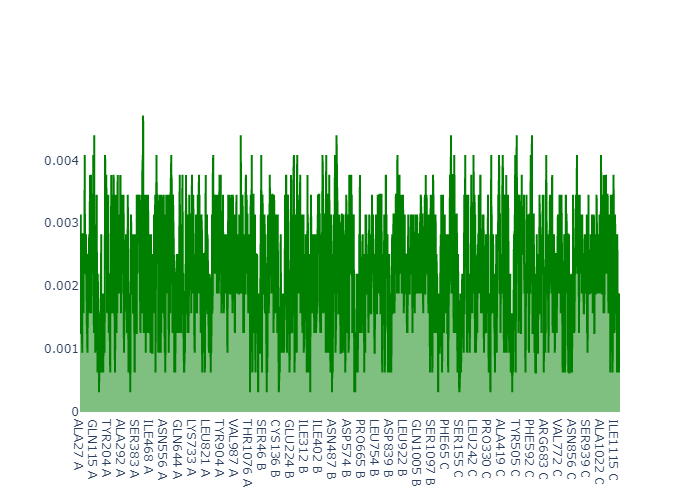 0.004
0.003
0.002
0.001
0
ALA27 A
GLN115 A
TYR204 A
ALA292 A
SER383 A
ILE468 A
ASN556 A
GLN644 A
LYS733 A
LEU821 A
TYR904 A
VAL987 A
THR1076 A
SER46 B
CYS136 B
GLU224 B
ILE312 B
ILE402 B
ASN487 B
ASP574 B
PRO665 B
LEU754 B
ASP839 B
LEU922 B
GLN1005 B
SER1097 B
PHE65 C
SER155 C
LEU242 C
PRO330 C
ALA419 C
TYR505 C
PHE592 C
ARG683 C
VAL772 C
ASN856 C
SER939 C
ALA1022 C
ILE1115 C